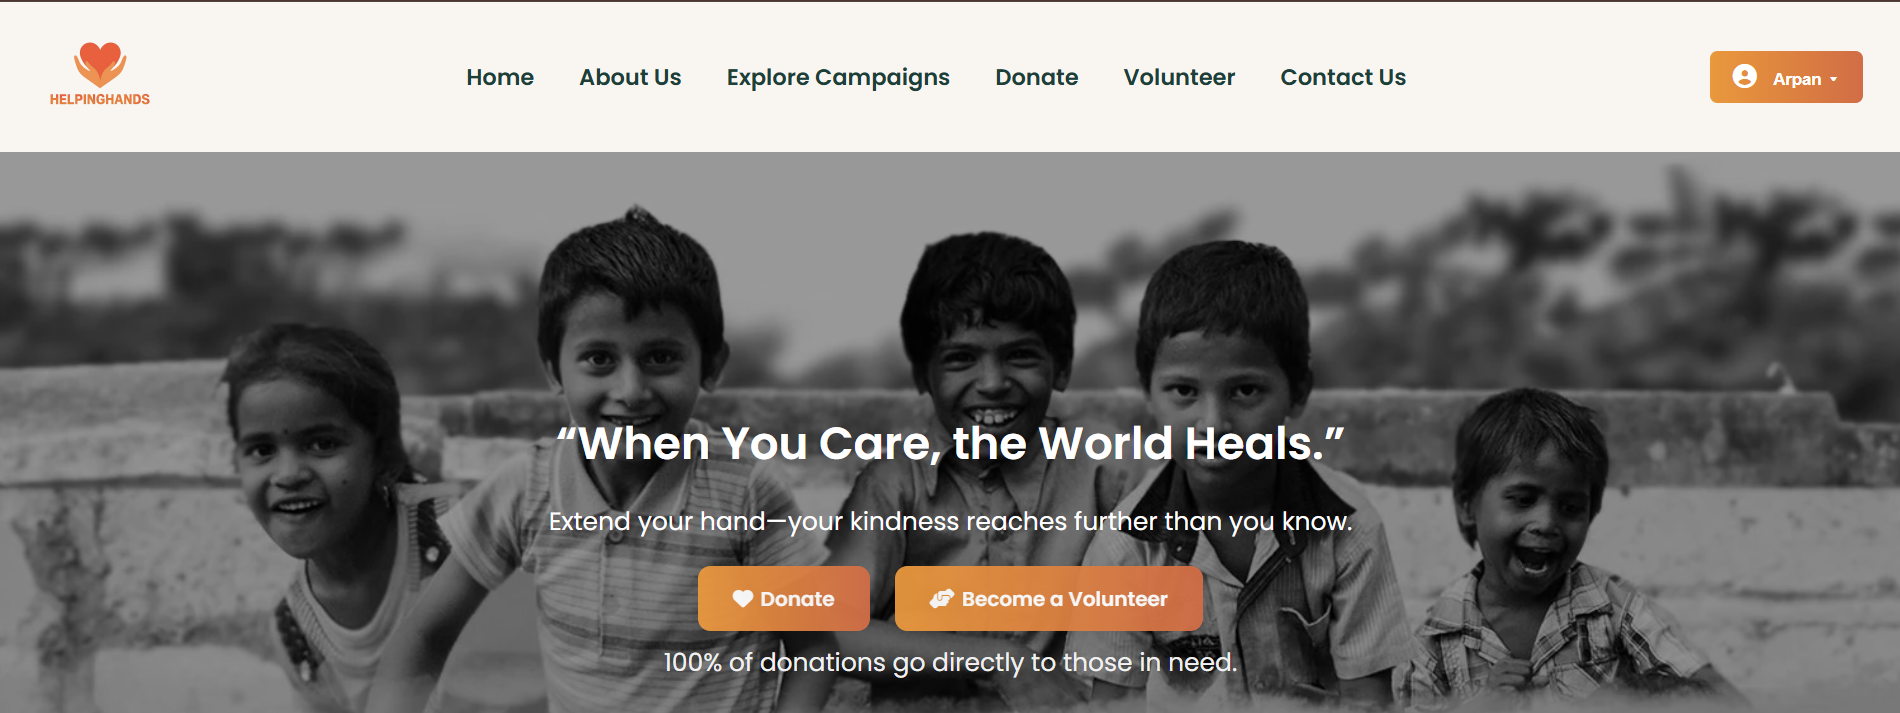 HELPINGHANDS
Home About Us Explore Campaigns Donate Volunteer Contact Us
Arpan
“When You Care, the World Heals.”
Extend your hand—your kindness reaches further than you know.
Donate Become a Volunteer
100% of donations go directly to those in need.